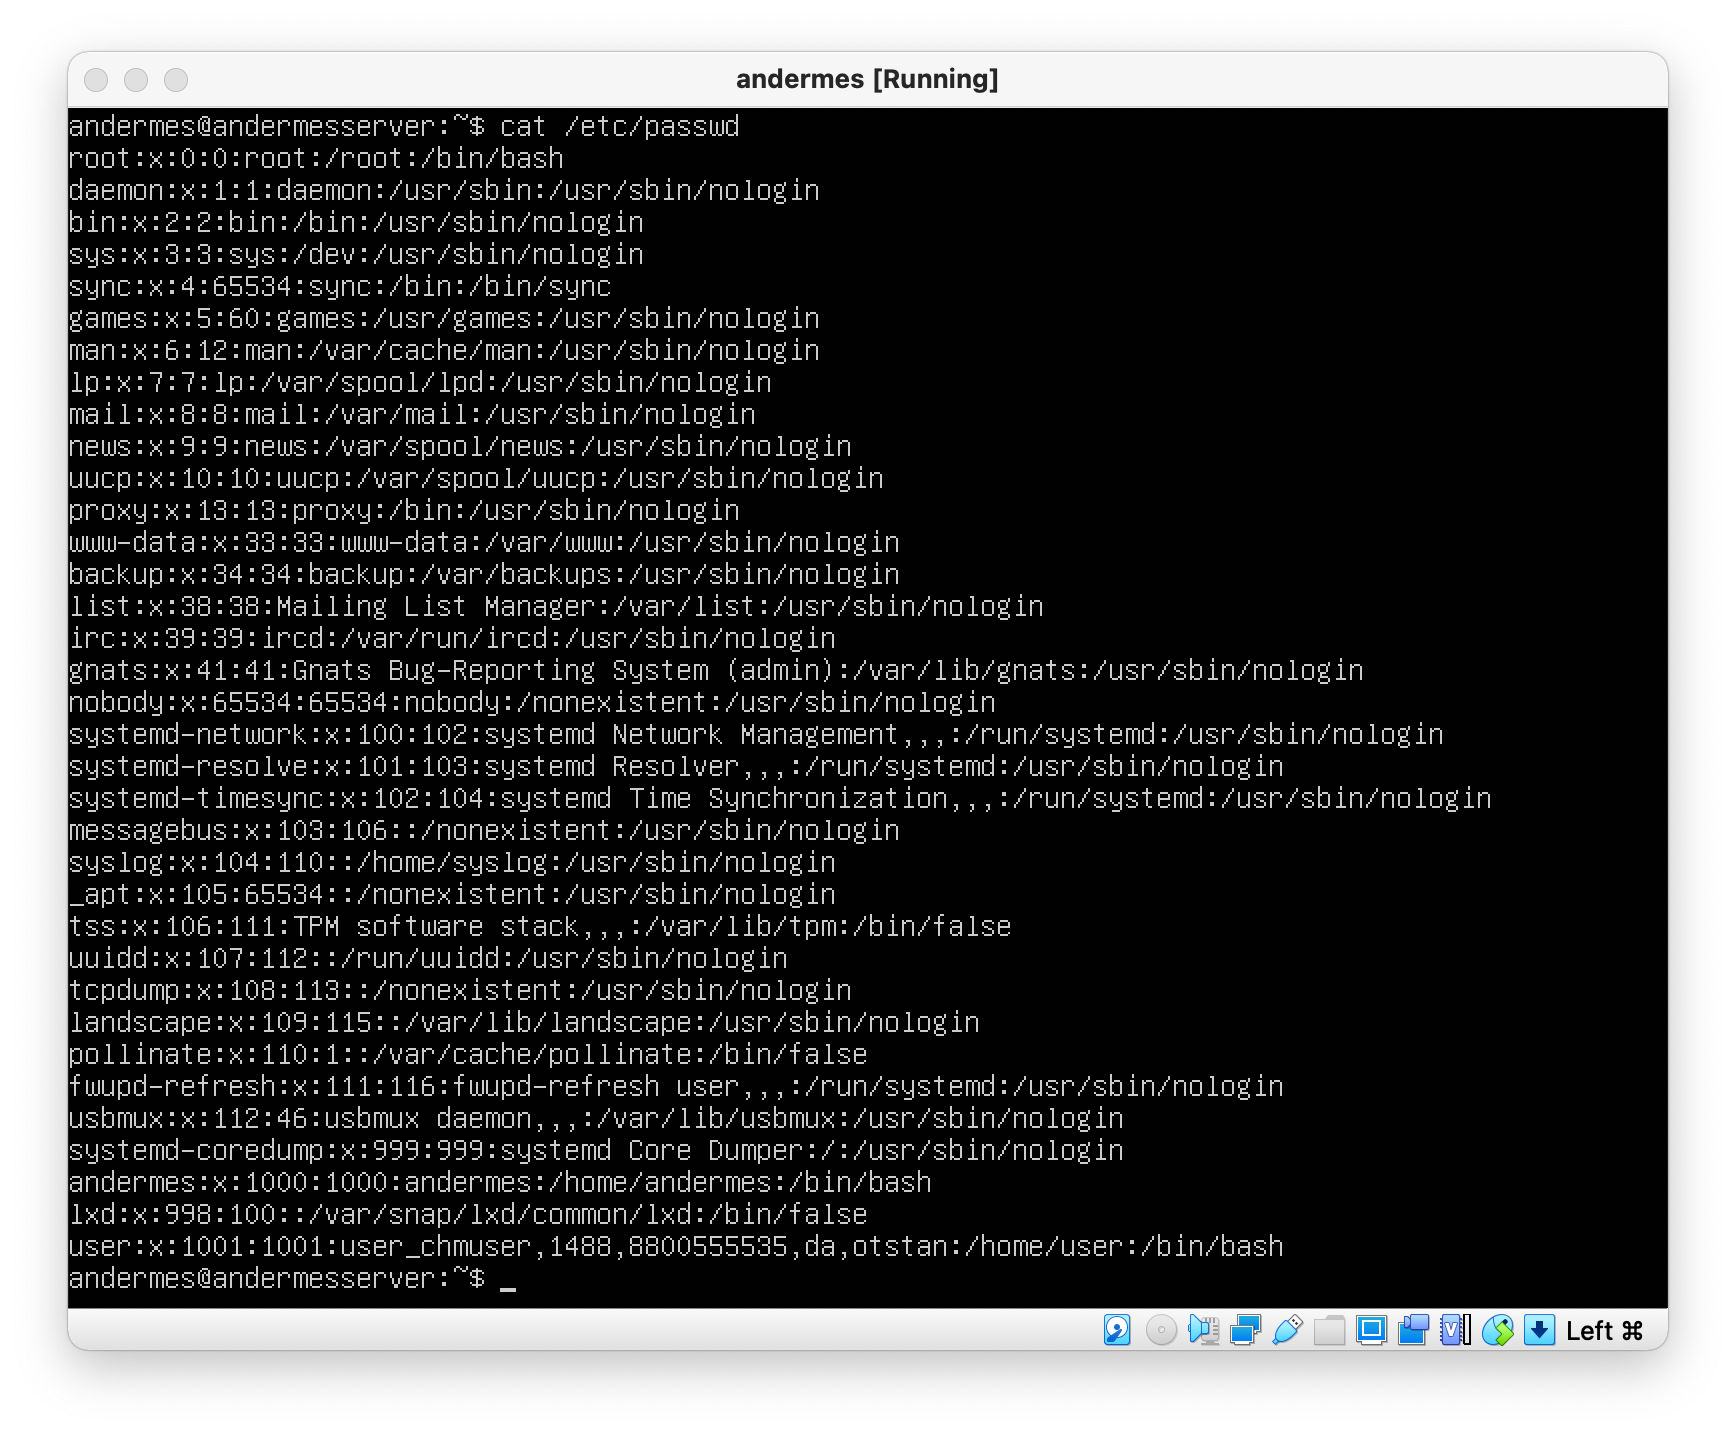 andermes [Running]
andermes@andermesserver:~$ cat /etc/passwd
root:x:0:0:root:/root:/bin/bash
daemon:x:1:1:daemon:/usr/sbin:/usr/sbin/nologin
bin:x:2:2:bin:/bin:/usr/sbin/nologin
sys:x:3:3:sys:/dev:/usr/sbin/nologin
sync:x:4:65534:sync:/bin:/bin/sync
games:x:5:60:games:/usr/games:/usr/sbin/nologin
man:x:6:12:man:/var/cache/man:/usr/sbin/nologin
lp:x:7:7:lp:/var/spool/lpd:/usr/sbin/nologin
mail:x:8:8:mail:/var/mail:/usr/sbin/nologin
news:x:9:9:news:/var/spool/news:/usr/sbin/nologin
uucp:x:10:10:uucp:/var/spool/uucp:/usr/sbin/nologin
proxy:x:13:13:proxy:/bin:/usr/sbin/nologin
www-data:x:33:33:www-data:/var/www:/usr/sbin/nologin
backup:x:34:34:backup:/var/backups:/usr/sbin/nologin
list:x:38:38:Mailing List Manager:/var/list:/usr/sbin/nologin
irc:x:39:39:ircd:/var/run/ircd:/usr/sbin/nologin
gnats:x:41:41:Gnats Bug-Reporting System (admin):/var/lib/gnats:/usr/sbin/nologin
nobody:x:65534:65534:nobody:/nonexistent:/usr/sbin/nologin
systemd-network:x:100:102:systemd Network Management,,,:/run/systemd:/usr/sbin/nologin
systemd-resolve:x:101:103:systemd Resolver,,,:/run/systemd:/usr/sbin/nologin
systemd-timesync:x:102:104:systemd Time Synchronization,,,:/run/systemd:/usr/sbin/nologin
messagebus:x:103:106::/nonexistent:/usr/sbin/nologin
syslog:x:104:110::/home/syslog:/usr/sbin/nologin
_apt:x:105:65534::/nonexistent:/usr/sbin/nologin
tss:x:106:111:TPM software stack,,,:/var/lib/tpm:/bin/false
uuidd:x:107:112::/run/uuidd:/usr/sbin/nologin
tcpdump:x:108:113::/nonexistent:/usr/sbin/nologin
landscape:x:109:115::/var/lib/landscape:/usr/sbin/nologin
pollinate:x:110:1::/var/cache/pollinate:/bin/false
fwupd-refresh:x:111:116:fwupd-refresh user,,,:/run/systemd:/usr/sbin/nologin
usbmux:x:112:46:usbmux daemon,,,:/var/lib/usbmux:/usr/sbin/nologin
systemd-coredump:x:999:999:systemd Core Dumper:/:/usr/sbin/nologin
andermes:x:1000:1000:andermes:/home/andermes:/bin/bash
lxd:x:998:100::/var/snap/lxd/common/lxd:/bin/false
user:x:1001:1001:user_chmuser,1488,8800555535,da,otstan:/home/user:/bin/bash
andermes@andermesserver:~$ _
Left ⌘